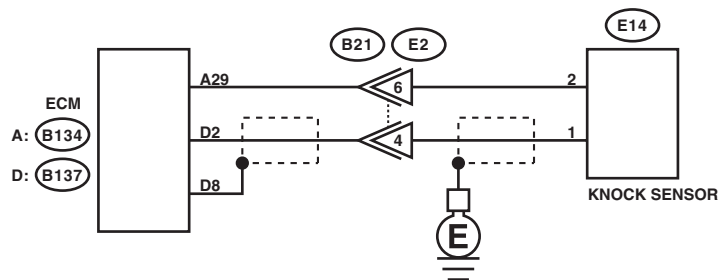 E14
B21 E2
A29 6 2
ECM
A: B134
D2 4 1
D: B137
D8
KNOCK SENSOR
E